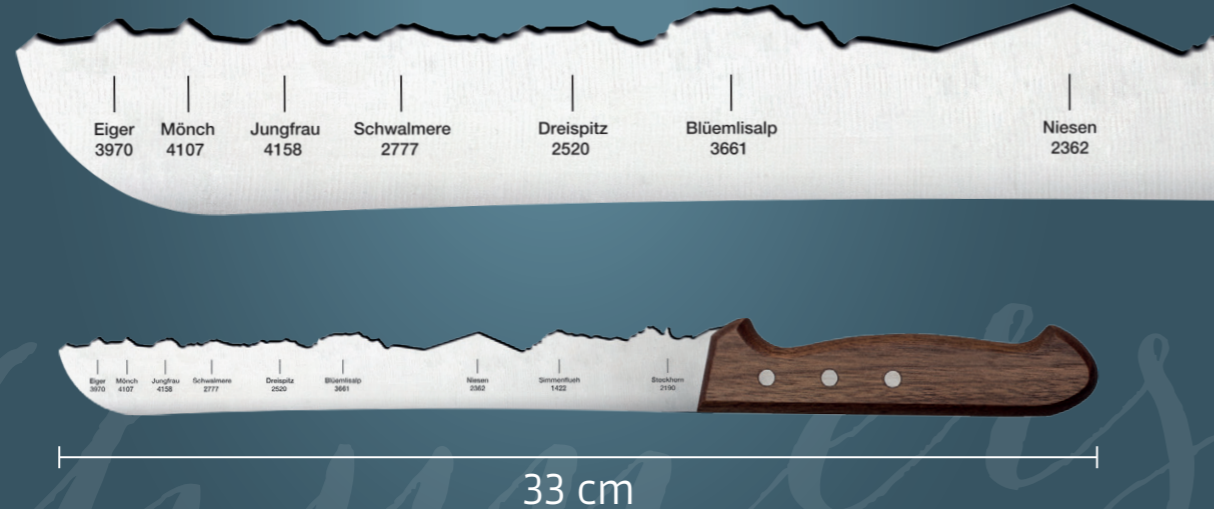 Eiger
3970
Mönch
4107
Jungfrau
4158
Schwalmere
2777
Dreispitz
2520
Blüemlisalp
3661
Niesen
2362
Eiger
3970
Mönch
4107
Jungfrau
4158
Schwalmere
2777
Dreispitz
2520
Blüemlisalp
3661
Niesen
2362
Simmenflueh
1422
Stockhorn
2190
33 cm